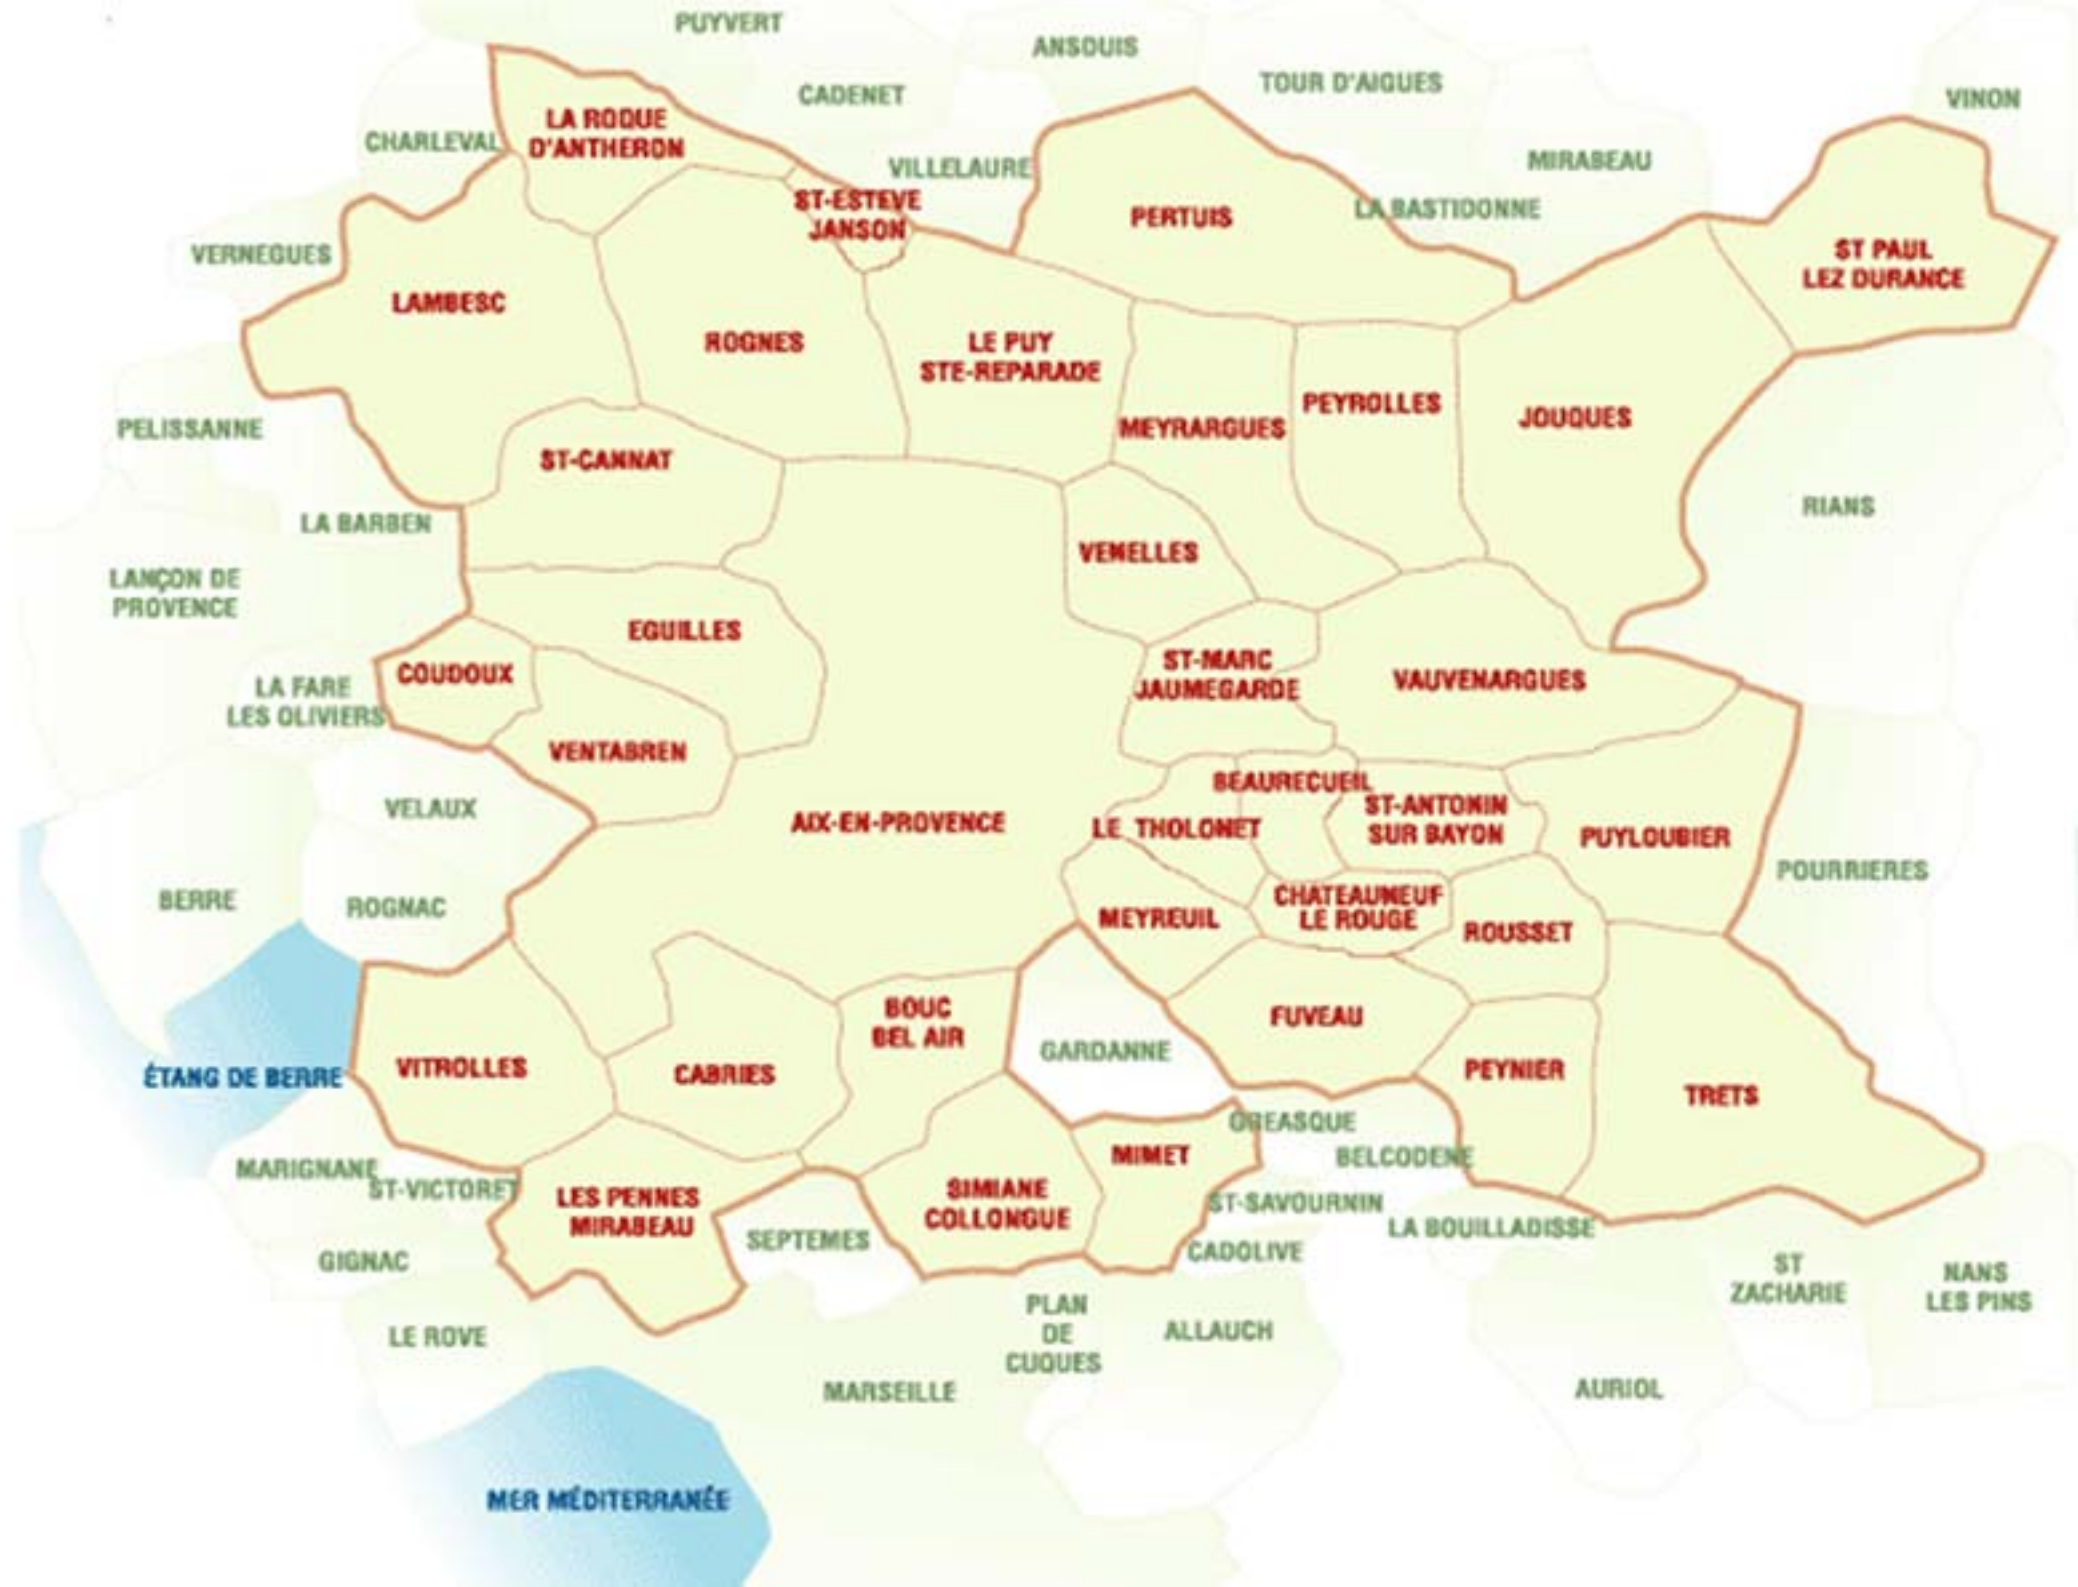 PUYVERT
ANSOUIS
TOUR D'AIGUES
CADENET
VINON
LA ROQUE
D'ANTHERON
CHARLEVAL
VILLELAURE
MIRABEAU
ST-ESTEVE
JANSON
PERTUIS
LA BASTIDONNE
VERNEGUES
ST PAUL
LEZ DURANCE
LAMBESC
ROGNES
LE PUY
STE-REPARADE
PEYROLLES
JOUQUES
MEYRARGUES
PELISSANNE
ST-CANNAT
RIANS
LA BARBEN
VENELLES
LANÇON DE
PROVENCE
EGUILLES
COUDOUX
ST-MARC
JAUMEGARDE
VAUVENARGUES
LA FARE
LES OLIVIERS
VENTABREN
BEAURECUEIL
VELAUX
AIX-EN-PROVENCE
LE THOLONET
ST-ANTONIN
SUR BAYON
PUYLOUBIER
POURRIERES
BERRE
ROGNAC
MEYREUIL
CHATEAUNEUF
LE ROUGE
ROUSSET
BOUC
BEL AIR
FUVEAU
GARDANNE
ÉTANG DE BERRE
VITROLLES
CABRIES
PEYNIER
TRETS
GREASQUE
MIMET
BELCODENE
MARIGNANE
ST-VICTORET
LES PENNES
MIRABEAU
SIMIANE
COLLONGUE
ST-SAVOURNIN
LA BOUILLADISSE
SEPTEMES
CADOLIVE
GIGNAC
ST
ZACHARIE
NANS
LES PINS
PLAN
DE
CUQUES
LE ROVE
ALLAUCH
MARSEILLE
AURIOL
MER MÉDITERRANÉE